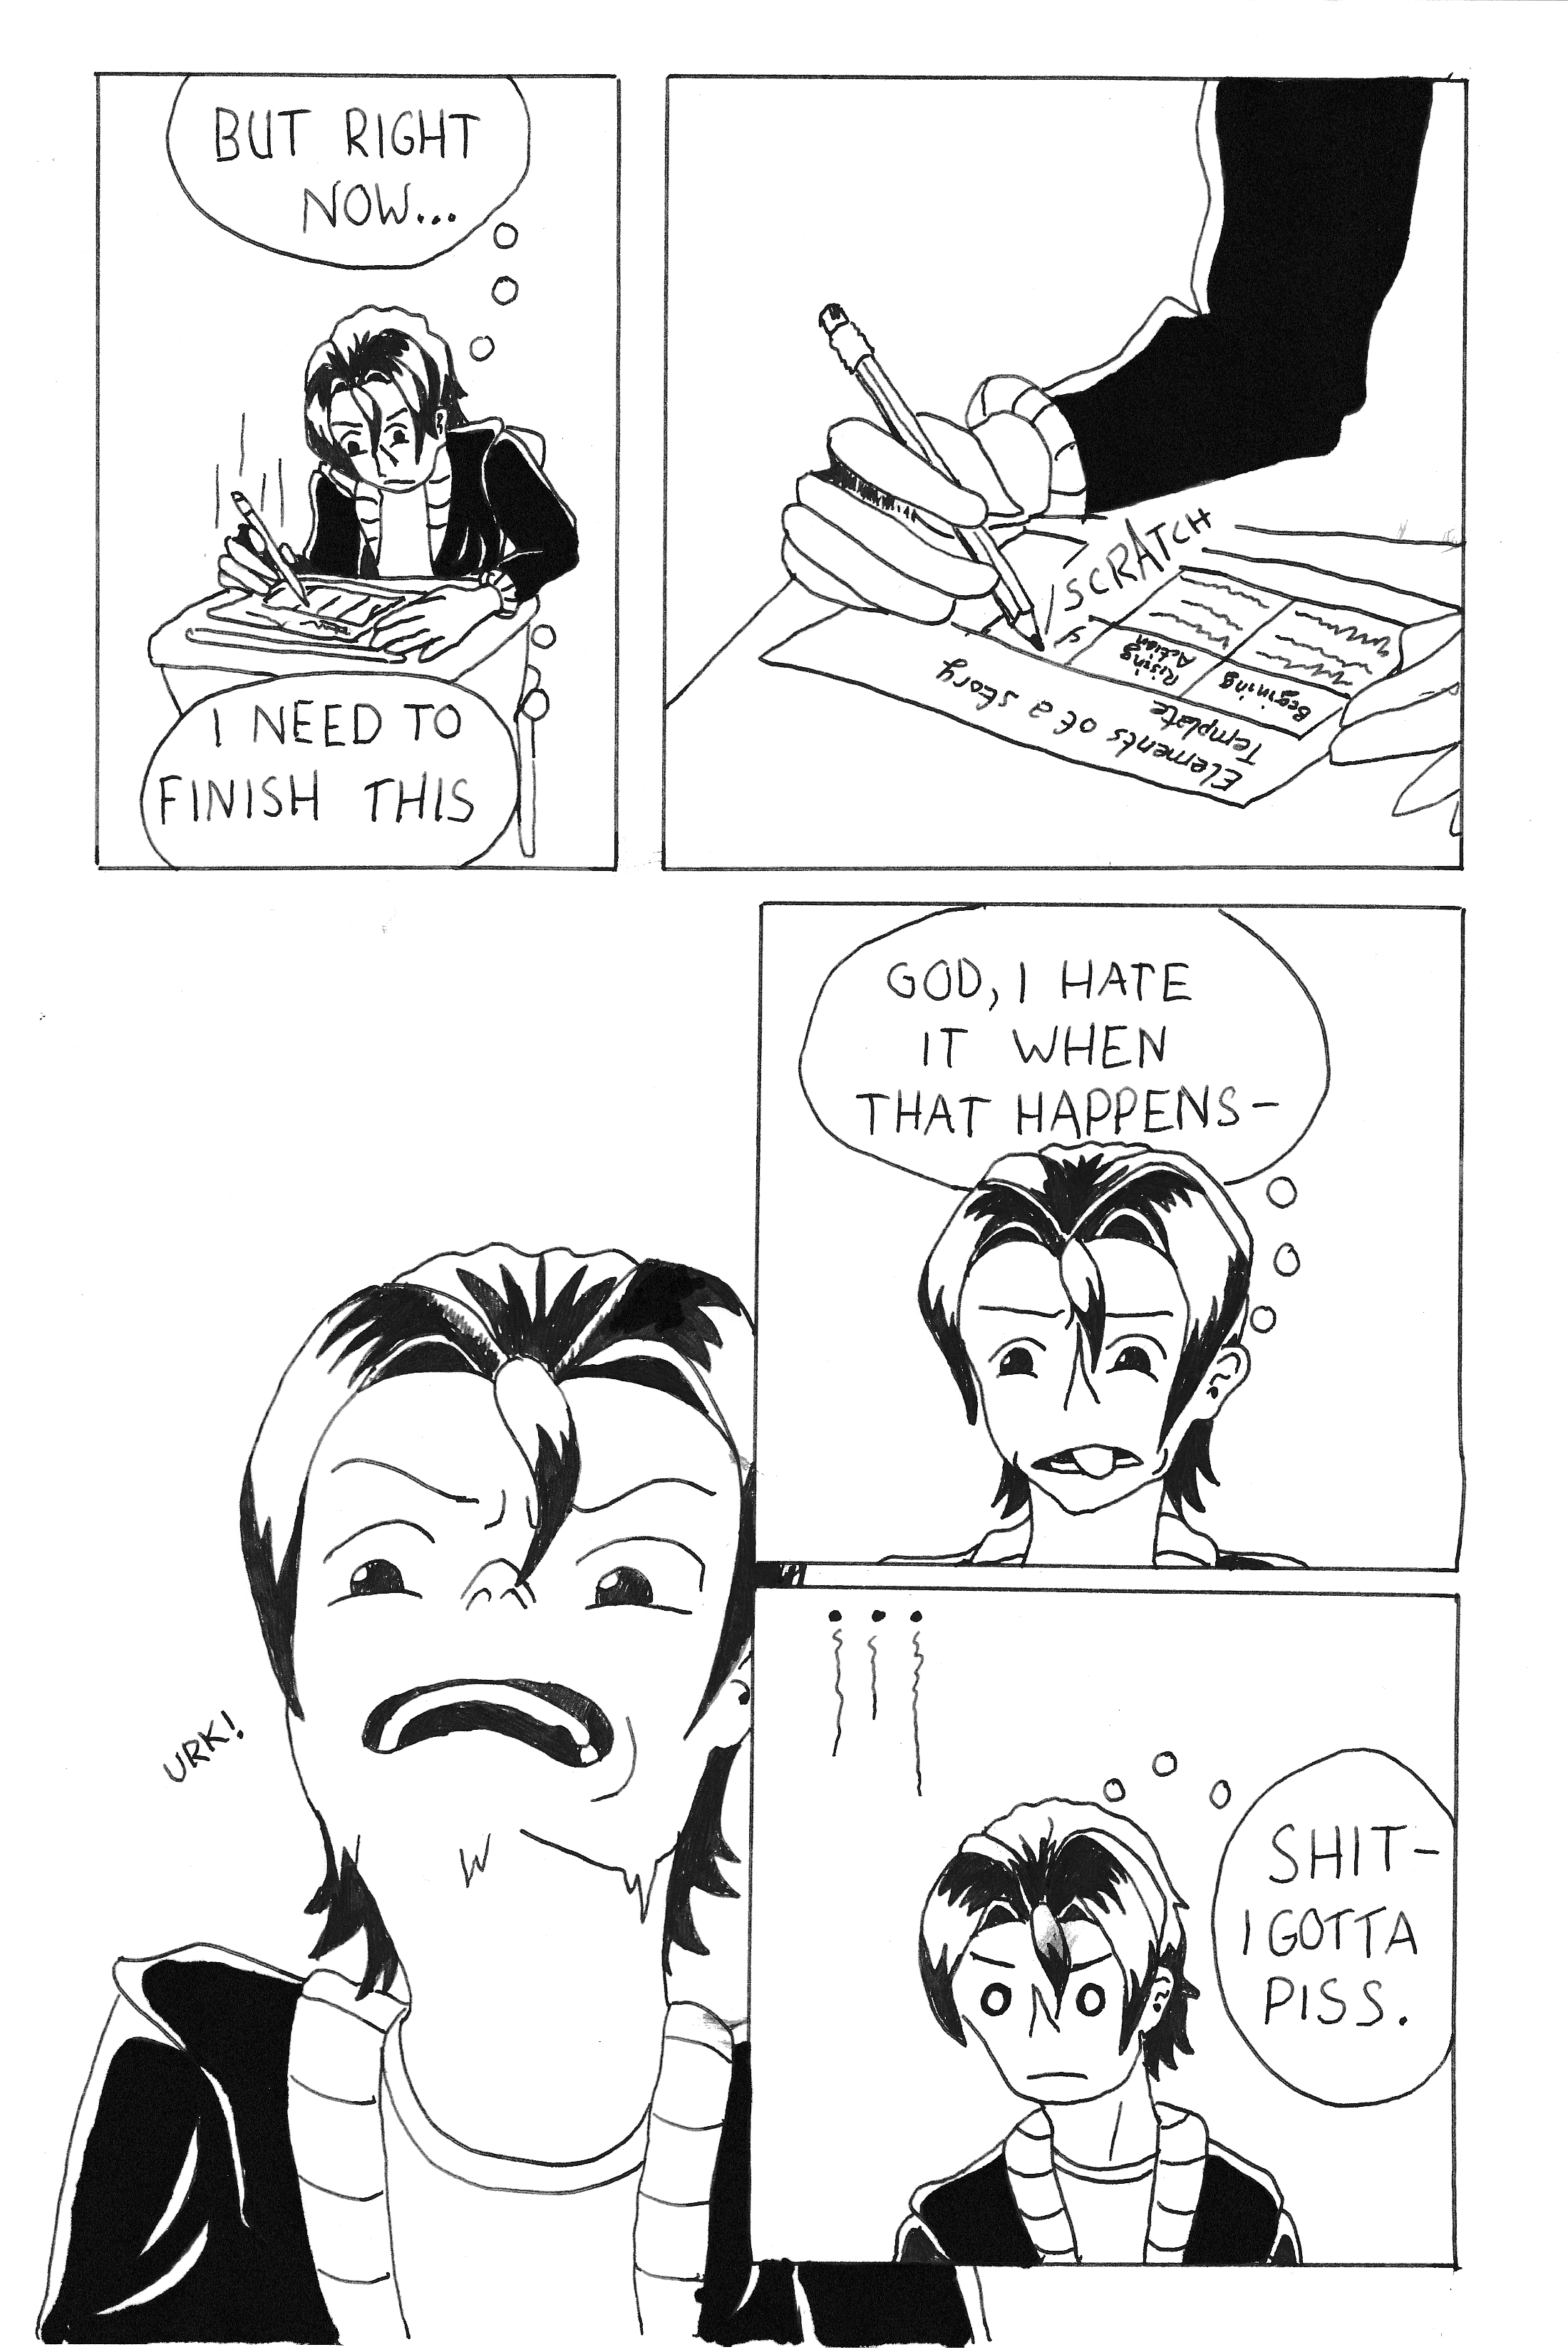 BUT RIGHT
NOW...
I NEED TO
FINISH THIS
SCRATCH
Elements of a story
Template
Beginning
Rising
Action
URK!
GOD, I HATE
IT WHEN
THAT HAPPENS-
SHIT-
I GOTTA
PISS.